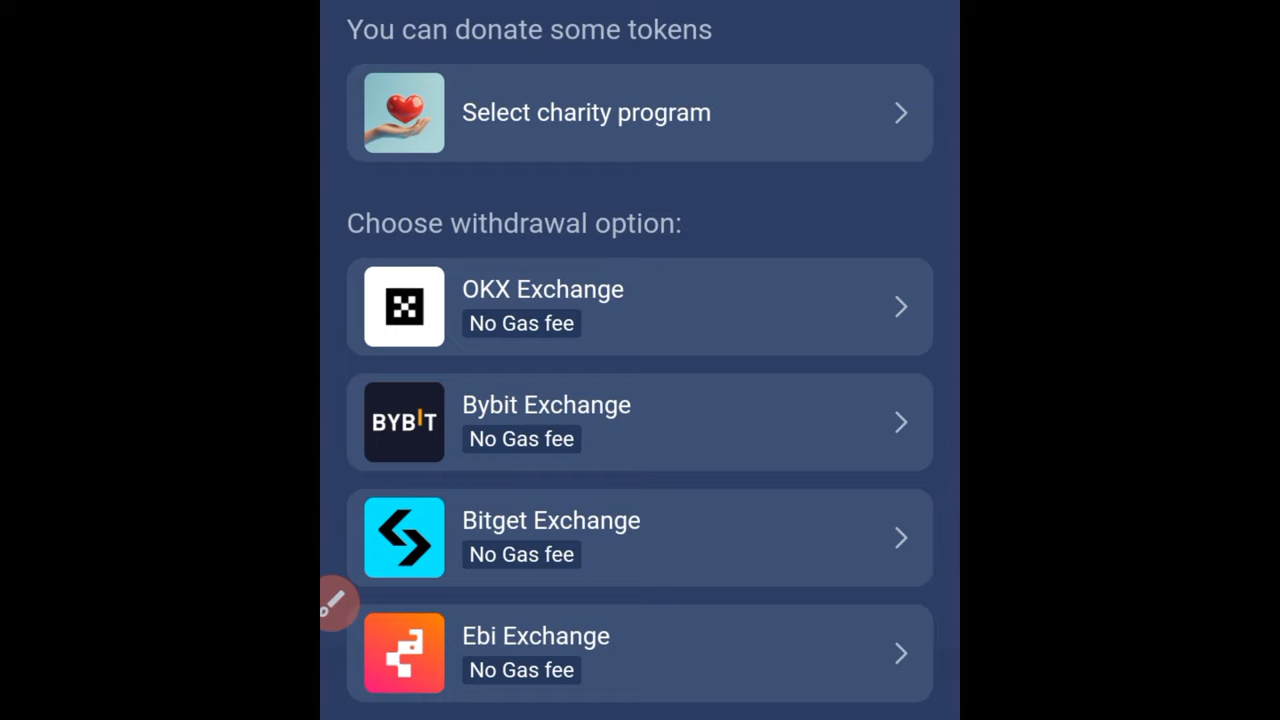 You can donate some tokens
Select charity program
Choose withdrawal option:
OKX Exchange
No Gas fee
BYBIT
Bybit Exchange
No Gas fee
Bitget Exchange
No Gas fee
Ebi Exchange
No Gas fee